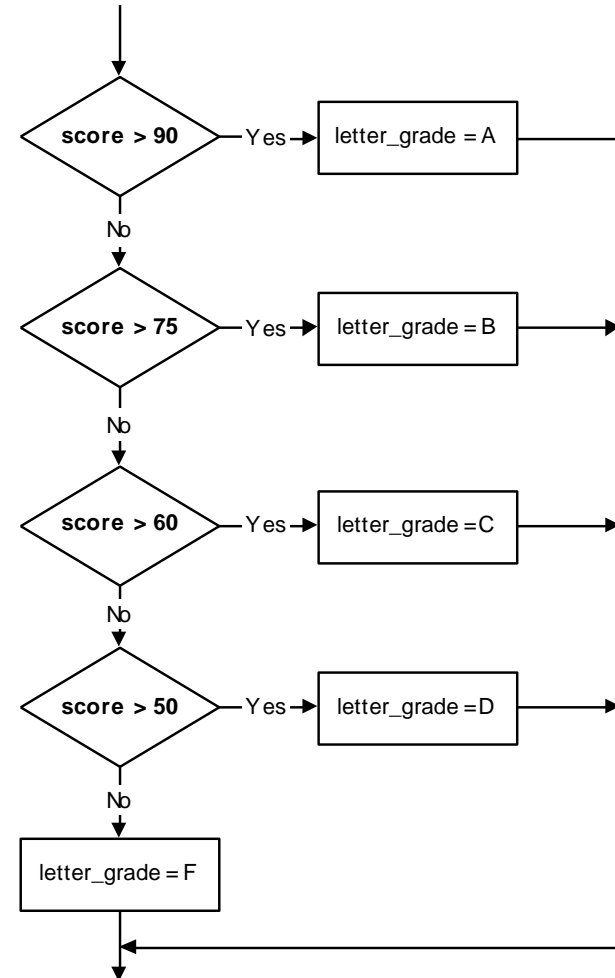 score > 90
Yes
letter_grade = A
No
score > 75
Yes
letter_grade = B
No
score > 60
Yes
letter_grade = C
No
score > 50
Yes
letter_grade = D
No
letter_grade = F